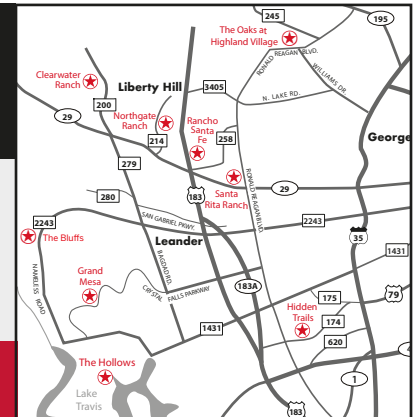 245
195
The Oaks at
Highland Village
RONALD REAGAN BLVD.
WILLIAMS DR
Clearwater
Ranch
Liberty Hill
3405
N. LAKE RD.
200
29
Northgate
Ranch
214
Rancho
Santa
Fe
258
George
279
183
Santa
Rita Ranch
29
RONALD REAGAN BLVD.
280
SAN GABRIEL PKWY.
2243
2243
The Bluffs
Leander
35
1431
BAGDAD RD.
NAMELESS ROAD
Grand
Mesa
CRYSTAL FALLS PARKWAY
183A
175
79
Hidden
Trails
174
1431
620
4
The Hollows
Lake
Travis
1
183